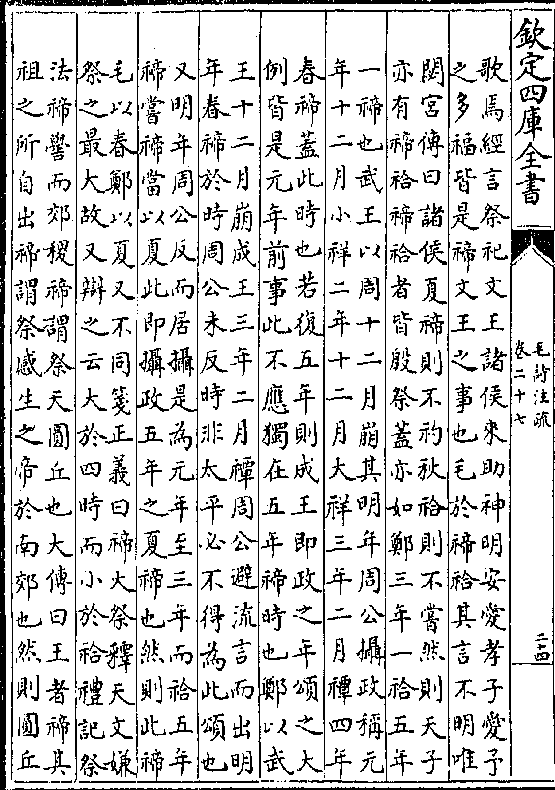 欽定四庫全書
毛詩注疏
卷二十七
二十四
歌焉經言祭祀文王諸侯來助神明安愛孝子愛予
之多福皆是禘文王之事也毛於禘祫其言不明唯
閟宮傳曰諸侯夏禘則不礿秋祫則不嘗然則天子
亦有禘祫禘祫者皆殷祭蓋亦如鄭三年一祫五年
一禘也武王以周十二月崩其明年周公攝政稱元
年十二月小祥二年十二月大祥三年二月禫四年
春禘蓋此時也若復五年則成王即政之年頌之大
例皆是元年前事此不應獨在五年禘時也鄭以武
王十二月崩成王三年二月禫周公避流言而出明
年春禘於時周公未反時非太平必不得為此頌也
又明年周公反而居攝是為元年至三年而祫五年
禘嘗禘當以夏此即攝政五年之夏禘也然則此禘
毛以春鄭以夏又不同箋正義曰禘大祭釋天文嫌
祭之最大故又辯之云大於四時而小於祫禮記祭
法禘嚳而郊稷禘謂祭天圜丘也大傳曰王者禘其
祖之所自出禘謂祭感生之帝於南郊也然則圜丘